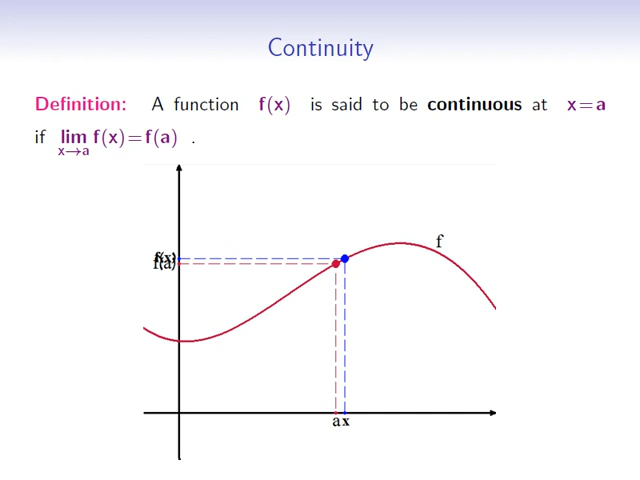 Continuity
Definition: A function f(x) is said to be continuous at x=a
if lim f(x)=f(a) .
x→a
f
f(x)
f(a)
a x